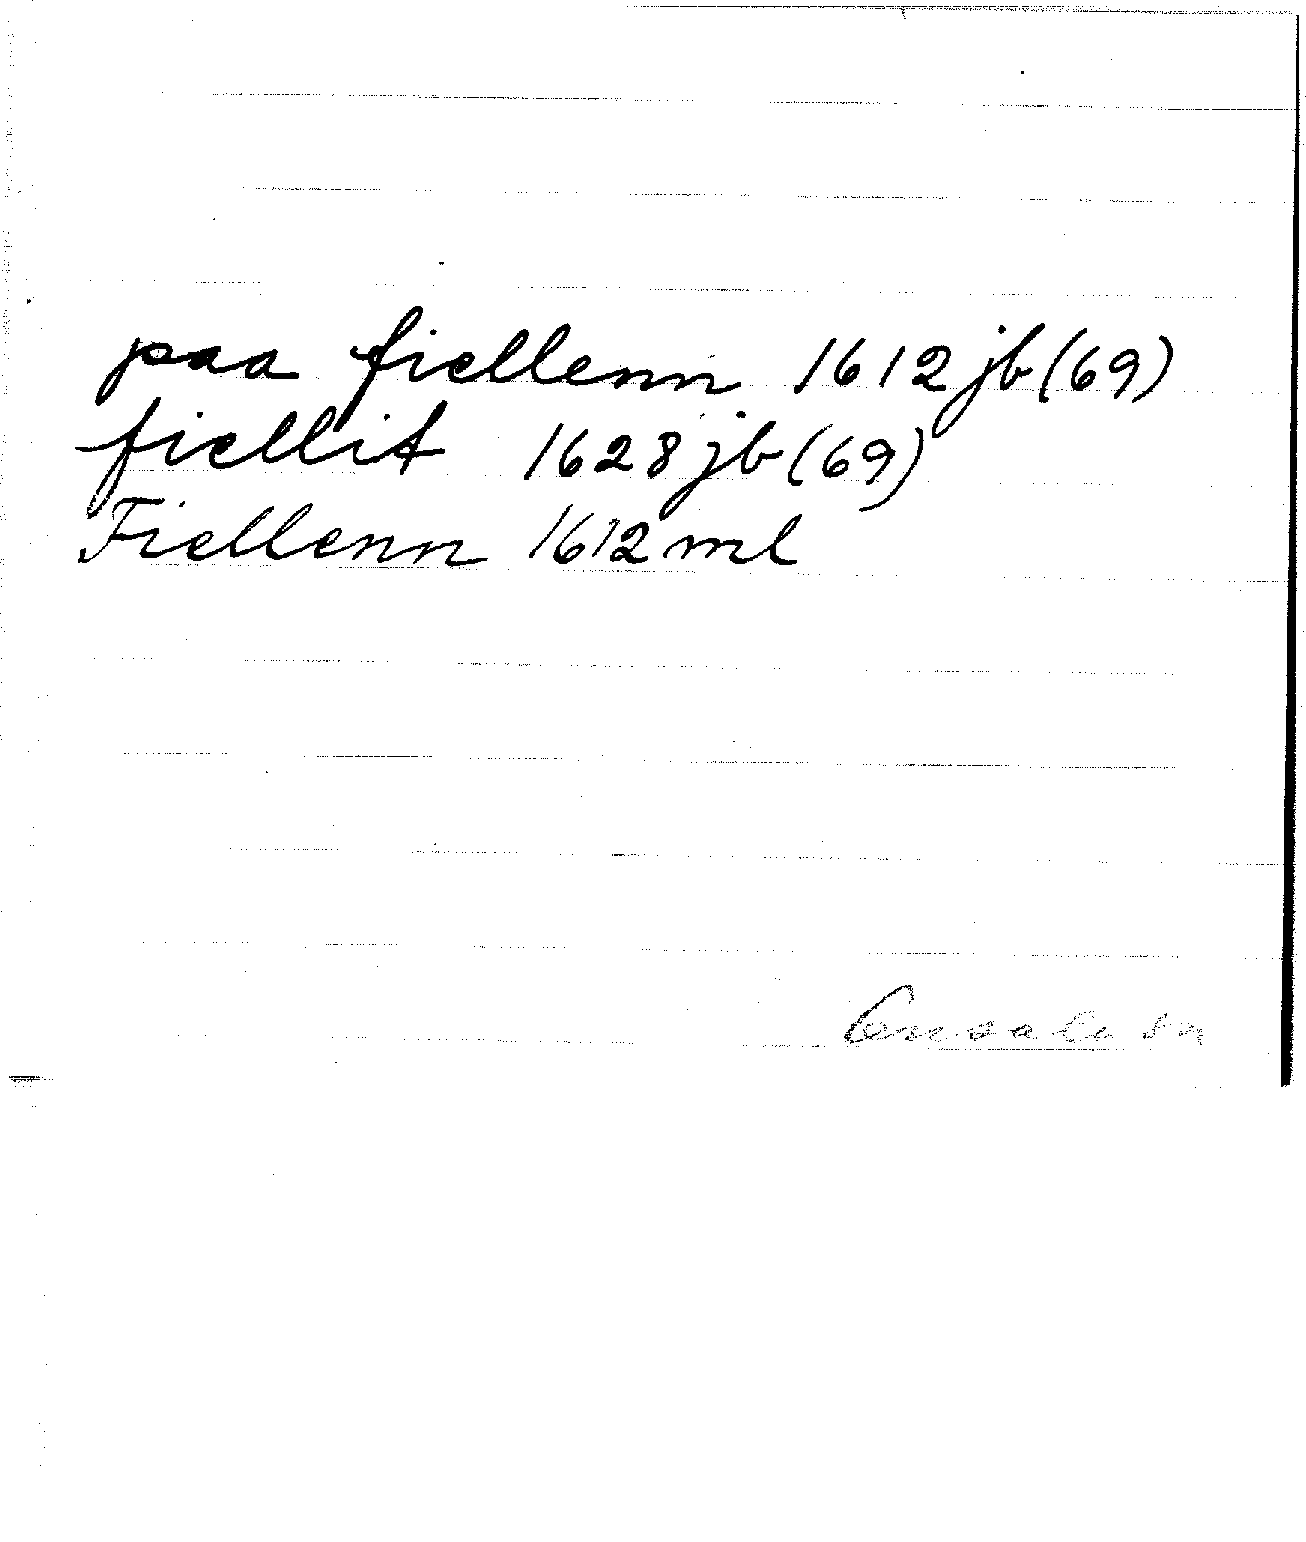 paa fiellenn 1612 jb (69)
fiellit 1628 jb (69)
Fiellenn 1612 ml